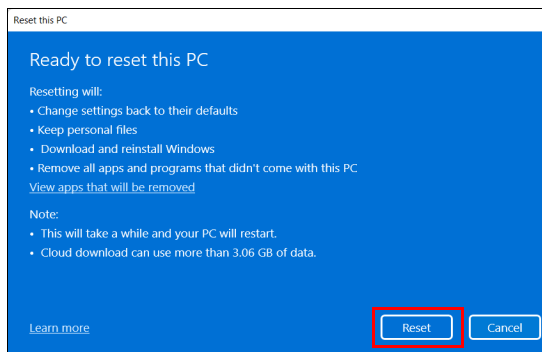 Reset this PC
Ready to reset this PC
Resetting will:
• Change settings back to their defaults
• Keep personal files
• Download and reinstall Windows
• Remove all apps and programs that didn't come with this PC
View apps that will be removed
Note:
• This will take a while and your PC will restart.
• Cloud download can use more than 3.06 GB of data.
Learn more
Reset
Cancel